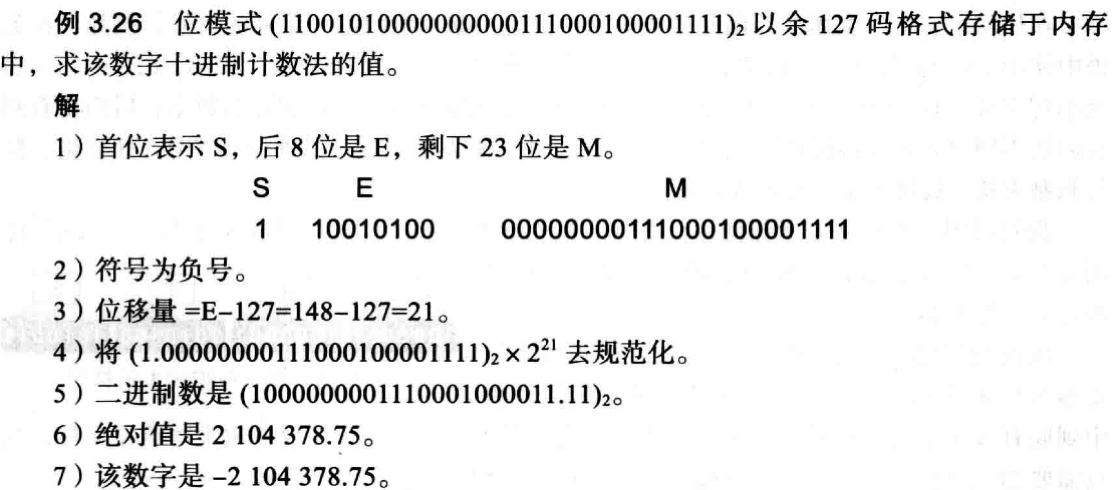 例 3.26 位模式 (11001010000000000111000100001111)₂ 以余 127 码格式存储于内存
中，求该数字十进制计数法的值。
解
1）首位表示 S，后 8 位是 E，剩下 23 位是 M。
S E M
1 10010100 00000000111000100001111
2）符号为负号。
3）位移量 =E–127=148–127=21。
4）将 (1.00000000111000100001111)₂ × 2²¹ 去规范化。
5）二进制数是 (1000000001110001000011.11)₂。
6）绝对值是 2 104 378.75。
7）该数字是 –2 104 378.75。